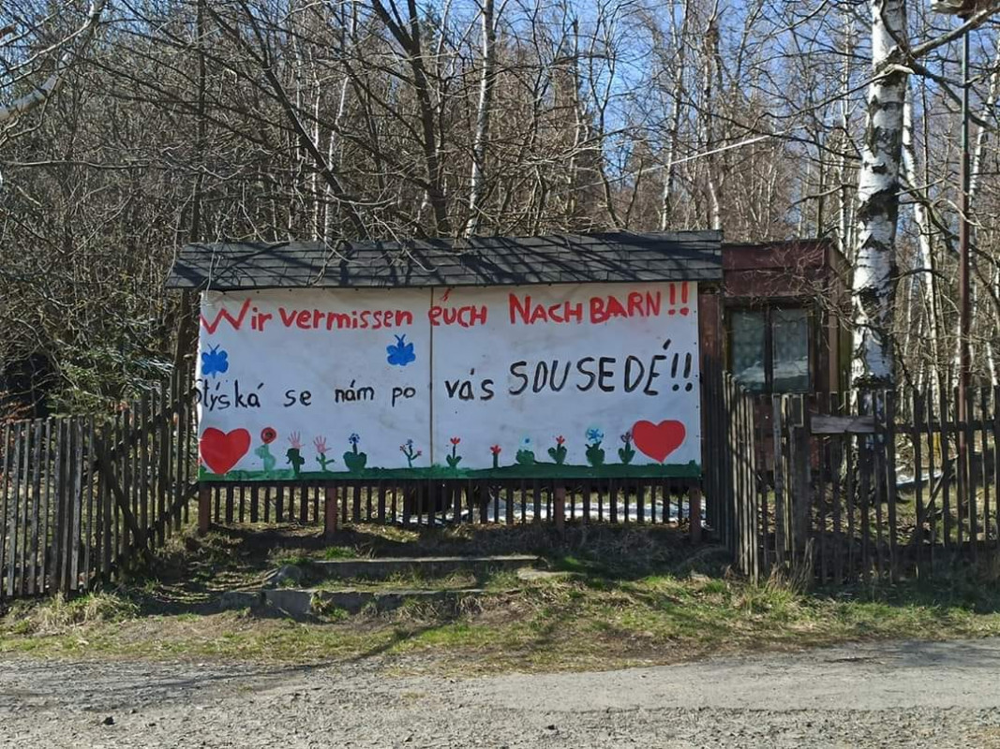 Wir vermissen euch NachBARN!!
Stýská se nám po vás SOUSEDÉ!!